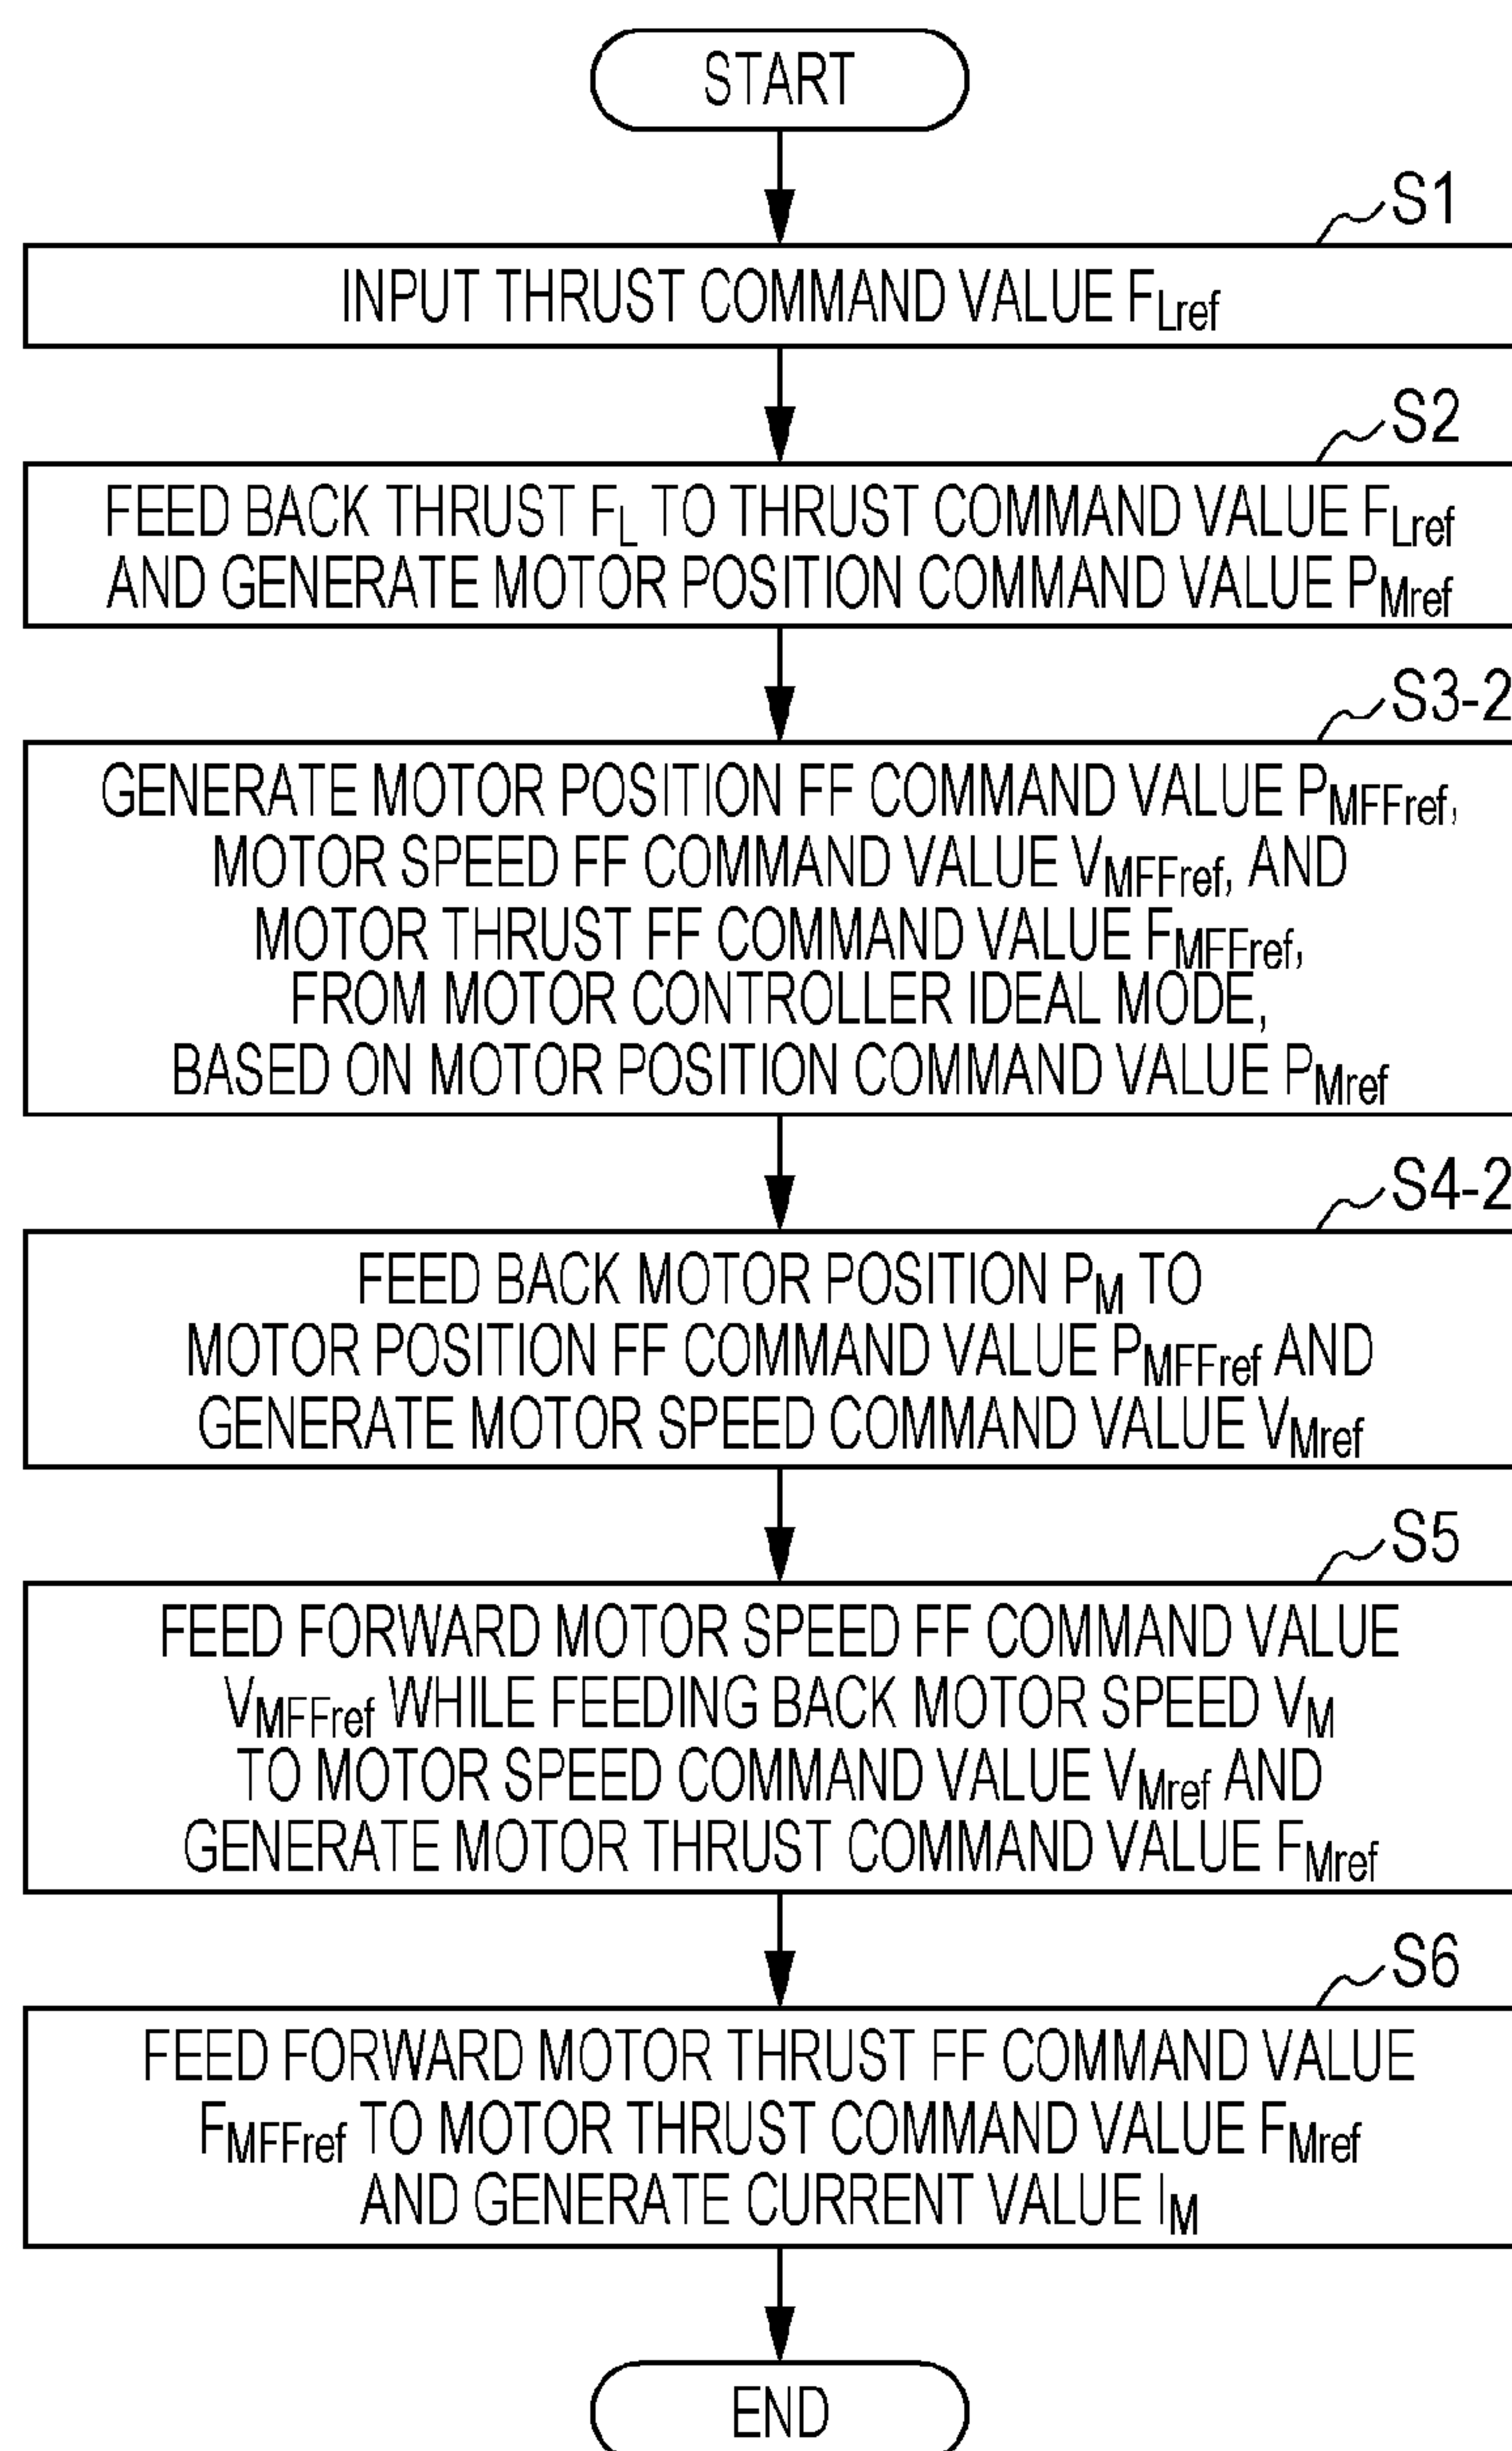 START
S1
INPUT THRUST COMMAND VALUE FLref
S2
FEED BACK THRUST FL TO THRUST COMMAND VALUE FLref
AND GENERATE MOTOR POSITION COMMAND VALUE PMref
S3-2
GENERATE MOTOR POSITION FF COMMAND VALUE PMFFref,
MOTOR SPEED FF COMMAND VALUE VMFFref, AND
MOTOR THRUST FF COMMAND VALUE FMFFref,
FROM MOTOR CONTROLLER IDEAL MODE,
BASED ON MOTOR POSITION COMMAND VALUE PMref
S4-2
FEED BACK MOTOR POSITION PM TO
MOTOR POSITION FF COMMAND VALUE PMFFref AND
GENERATE MOTOR SPEED COMMAND VALUE VMref
S5
FEED FORWARD MOTOR SPEED FF COMMAND VALUE
VMFFref WHILE FEEDING BACK MOTOR SPEED VM
TO MOTOR SPEED COMMAND VALUE VMref AND
GENERATE MOTOR THRUST COMMAND VALUE FMref
S6
FEED FORWARD MOTOR THRUST FF COMMAND VALUE
FMFFref TO MOTOR THRUST COMMAND VALUE FMref
AND GENERATE CURRENT VALUE IM
END